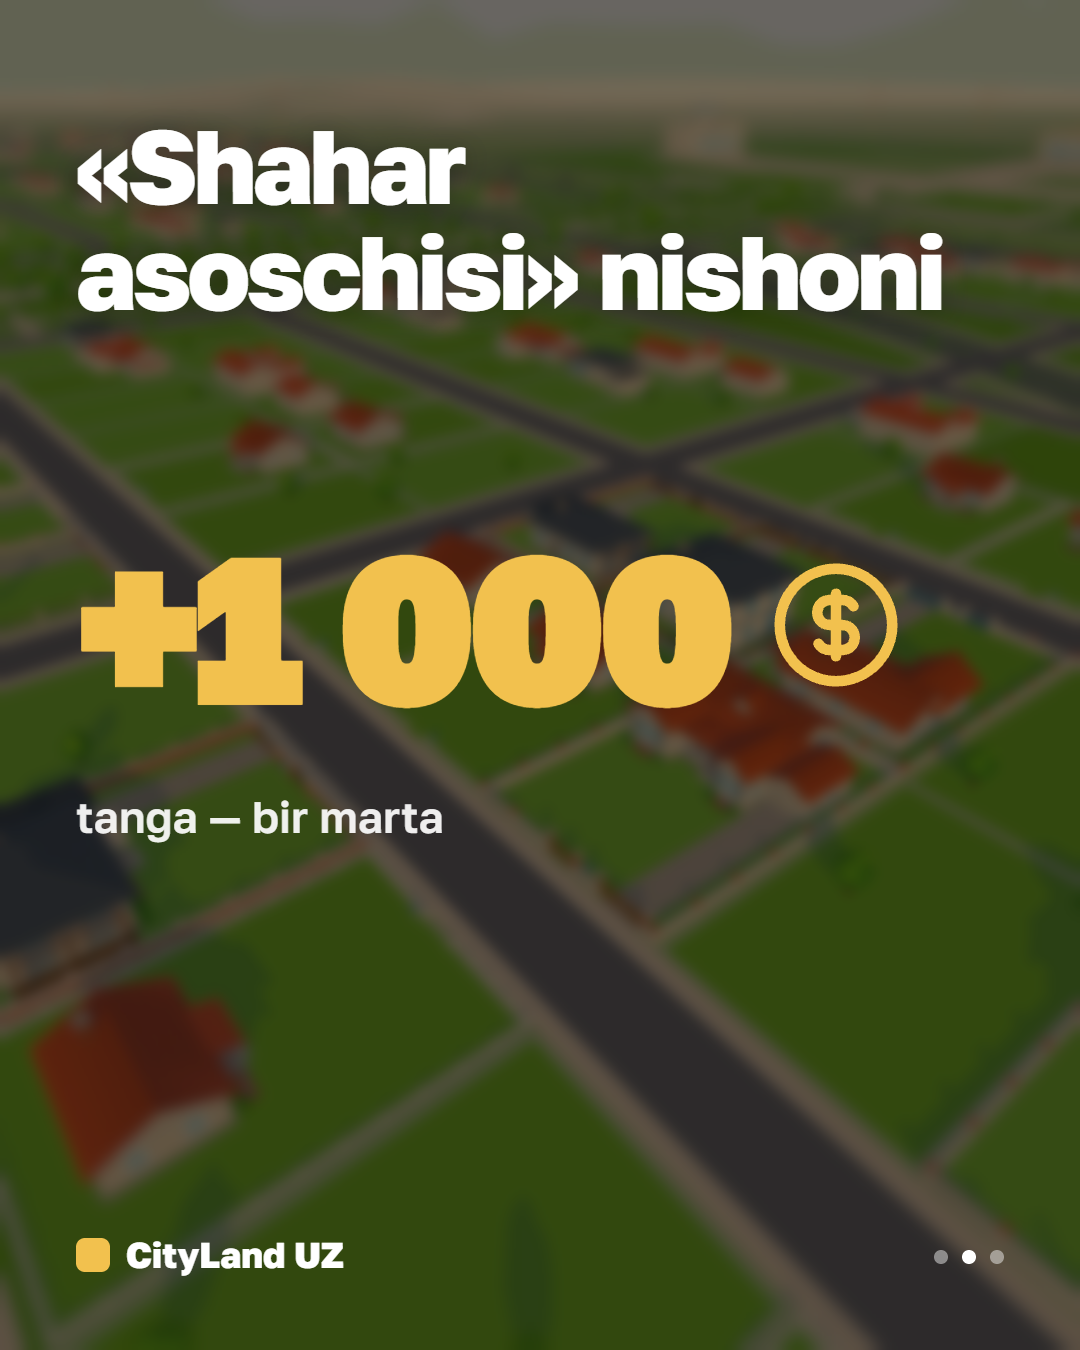 «Shahar
asoschisi» nishoni
+1 000 $
tanga — bir marta
CityLand UZ